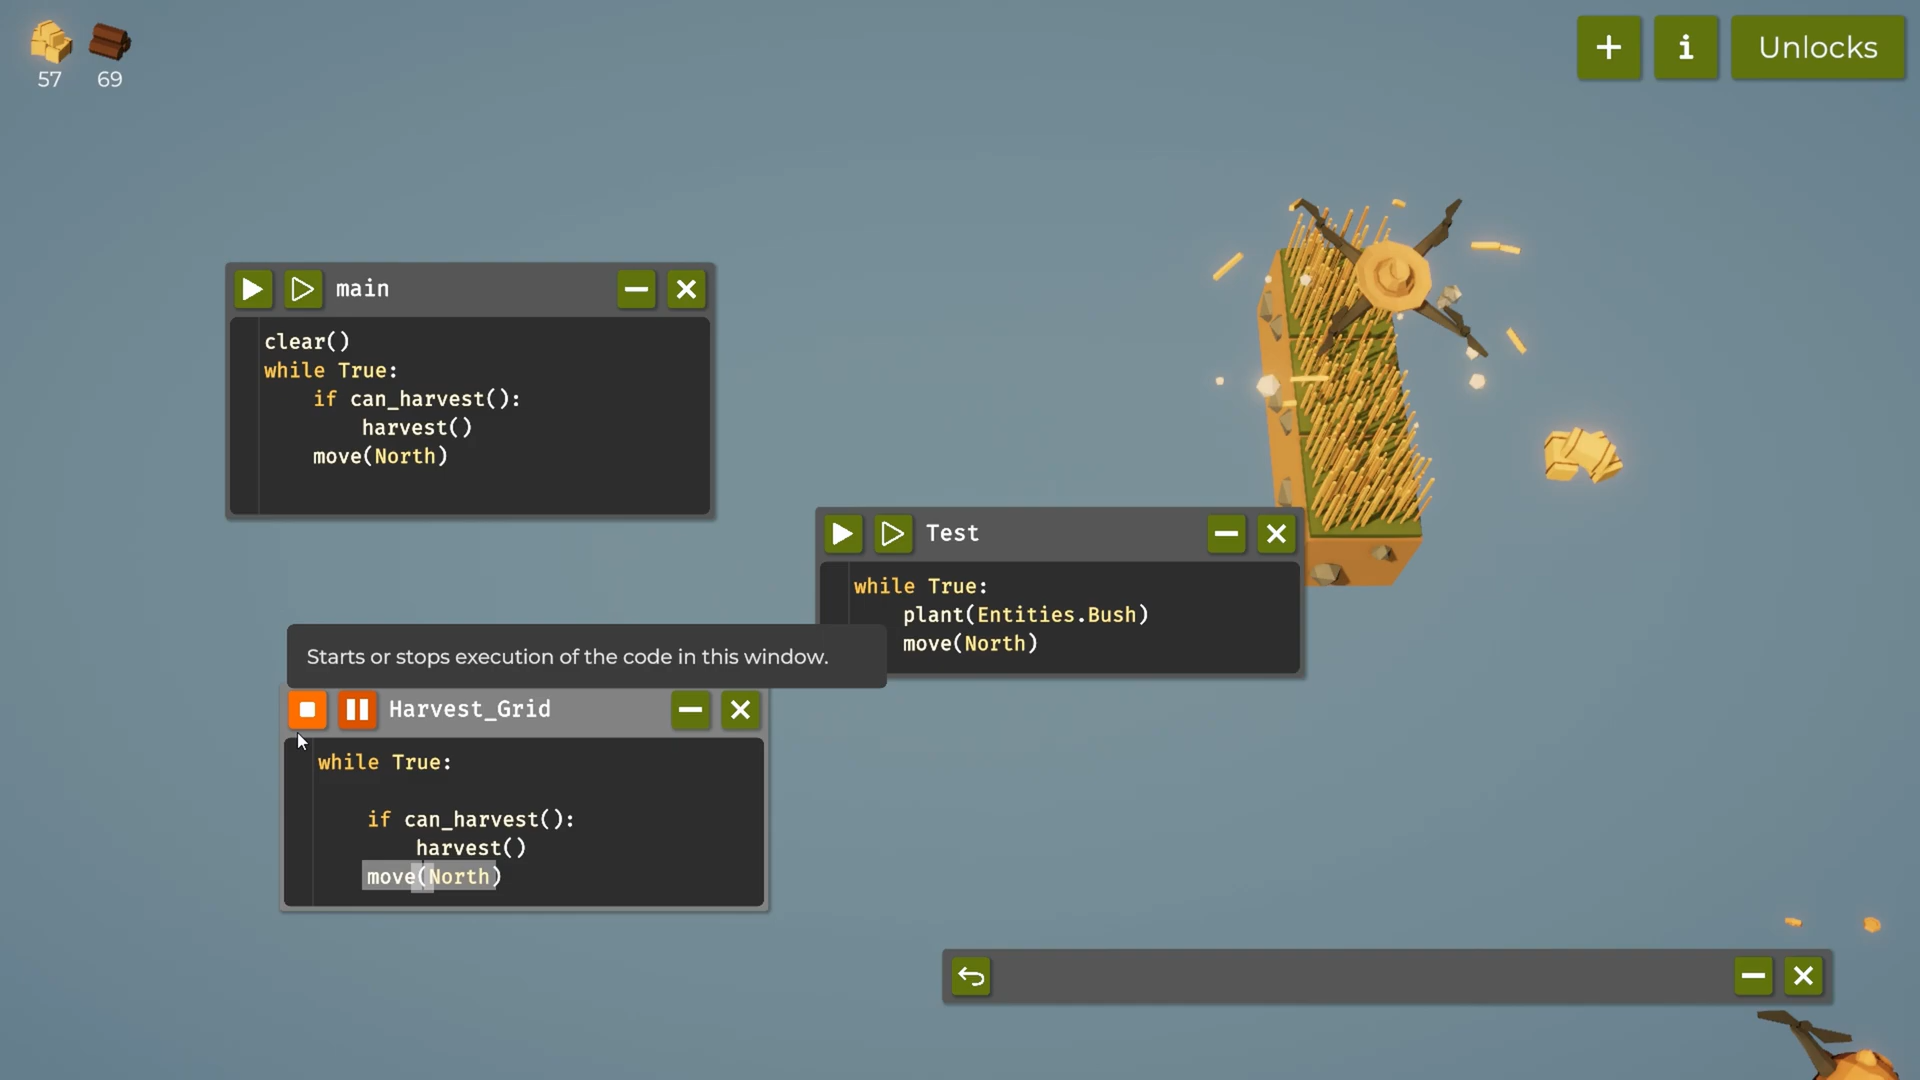 57 69
i
Unlocks
main
clear()
while True:
if can_harvest():
harvest()
move(North)
Test
while True:
plant(Entities.Bush)
move(North)
Starts or stops execution of the code in this window.
Harvest_Grid
while True:
if can_harvest():
harvest()
move(North)